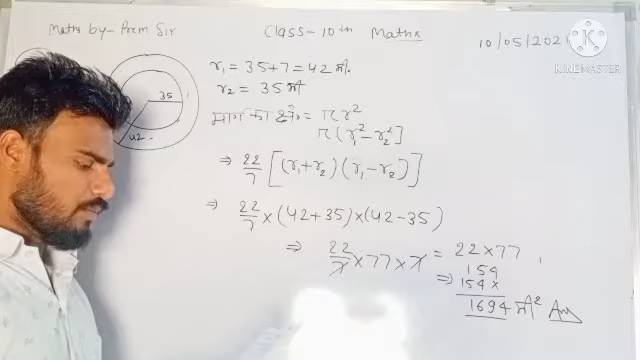 Maths by- Prem Sir
Class- 10th Maths
10/05/202
KINEMASTER
35
42
r₁ = 35+7 = 42 मी.
r₂ = 35 मी
मार्ग का क्षे० = π r²
π (r₁² - r₂²]
⇒ 22/7 [(r₁+r₂) (r₁-r₂)]
⇒ 22/7 × (42+35) × (42-35)
⇒ 22/7 × 77 × 7 = 22×77
154
⇒ 154×
1694 मी² Ans